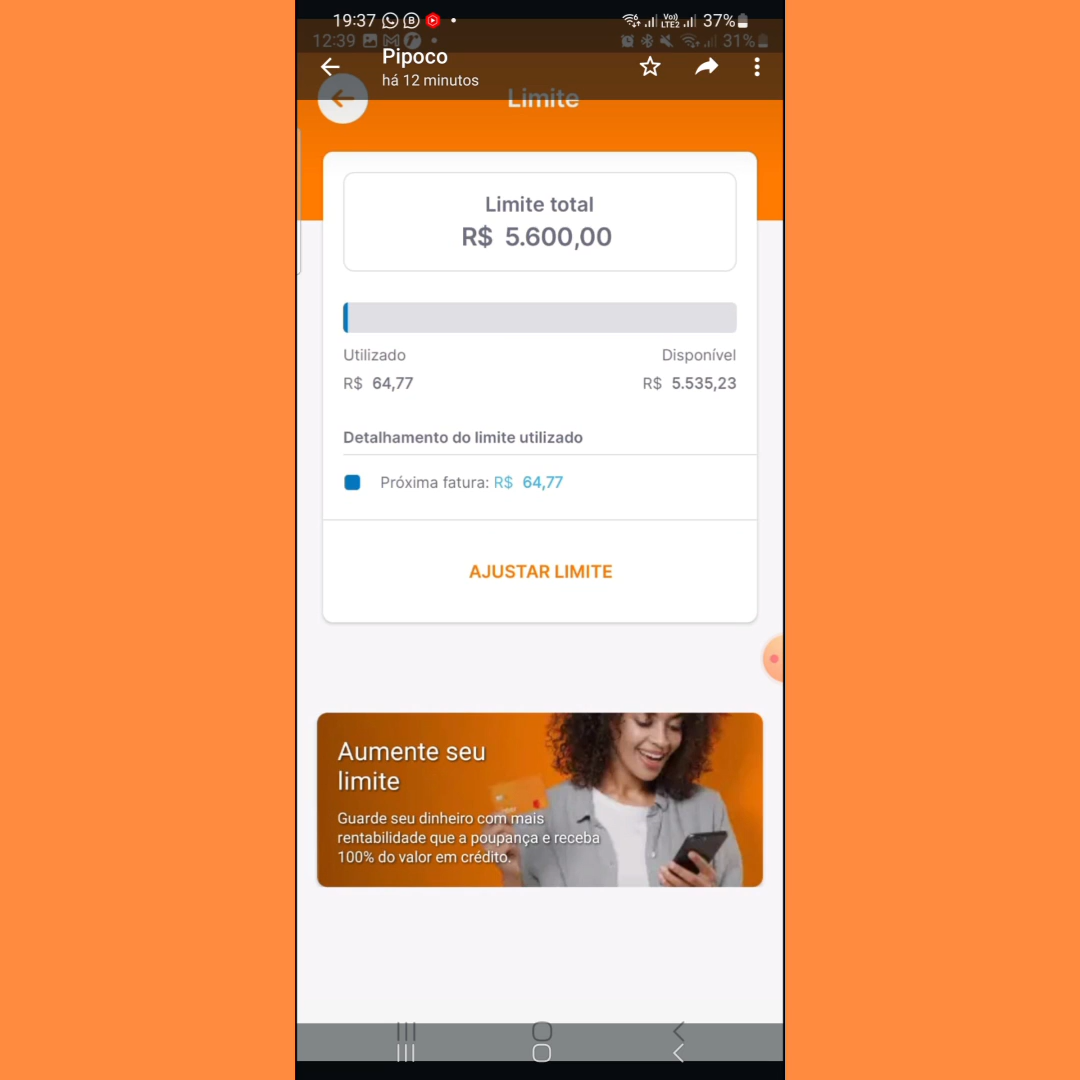 19:37
37%
12:39
31%
Pipoco
há 12 minutos
Limite
Limite total
R$ 5.600,00
Utilizado
Disponível
R$ 64,77
R$ 5.535,23
Detalhamento do limite utilizado
Próxima fatura: R$ 64,77
AJUSTAR LIMITE
Aumente seu
limite
Guarde seu dinheiro com mais
rentabilidade que a poupança e receba
100% do valor em crédito.